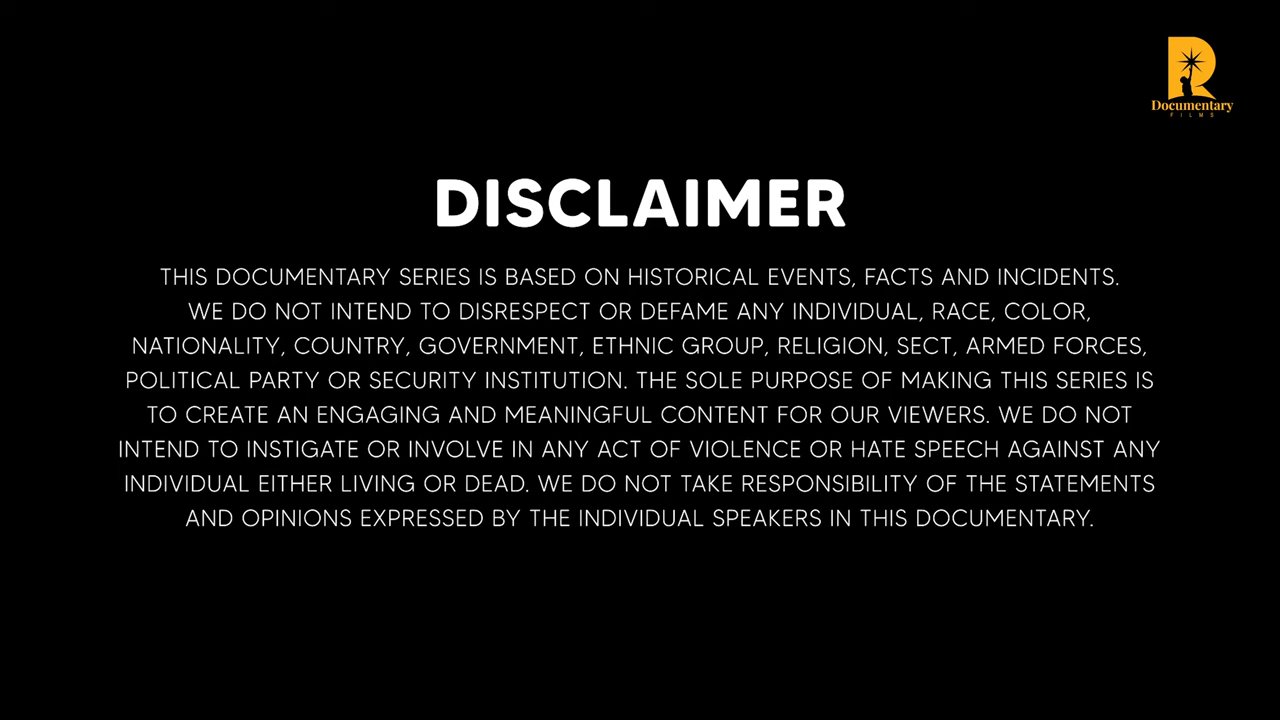 R
Documentary
FILMS
DISCLAIMER
THIS DOCUMENTARY SERIES IS BASED ON HISTORICAL EVENTS, FACTS AND INCIDENTS.
WE DO NOT INTEND TO DISRESPECT OR DEFAME ANY INDIVIDUAL, RACE, COLOR,
NATIONALITY, COUNTRY, GOVERNMENT, ETHNIC GROUP, RELIGION, SECT, ARMED FORCES,
POLITICAL PARTY OR SECURITY INSTITUTION. THE SOLE PURPOSE OF MAKING THIS SERIES IS
TO CREATE AN ENGAGING AND MEANINGFUL CONTENT FOR OUR VIEWERS. WE DO NOT
INTEND TO INSTIGATE OR INVOLVE IN ANY ACT OF VIOLENCE OR HATE SPEECH AGAINST ANY
INDIVIDUAL EITHER LIVING OR DEAD. WE DO NOT TAKE RESPONSIBILITY OF THE STATEMENTS
AND OPINIONS EXPRESSED BY THE INDIVIDUAL SPEAKERS IN THIS DOCUMENTARY.